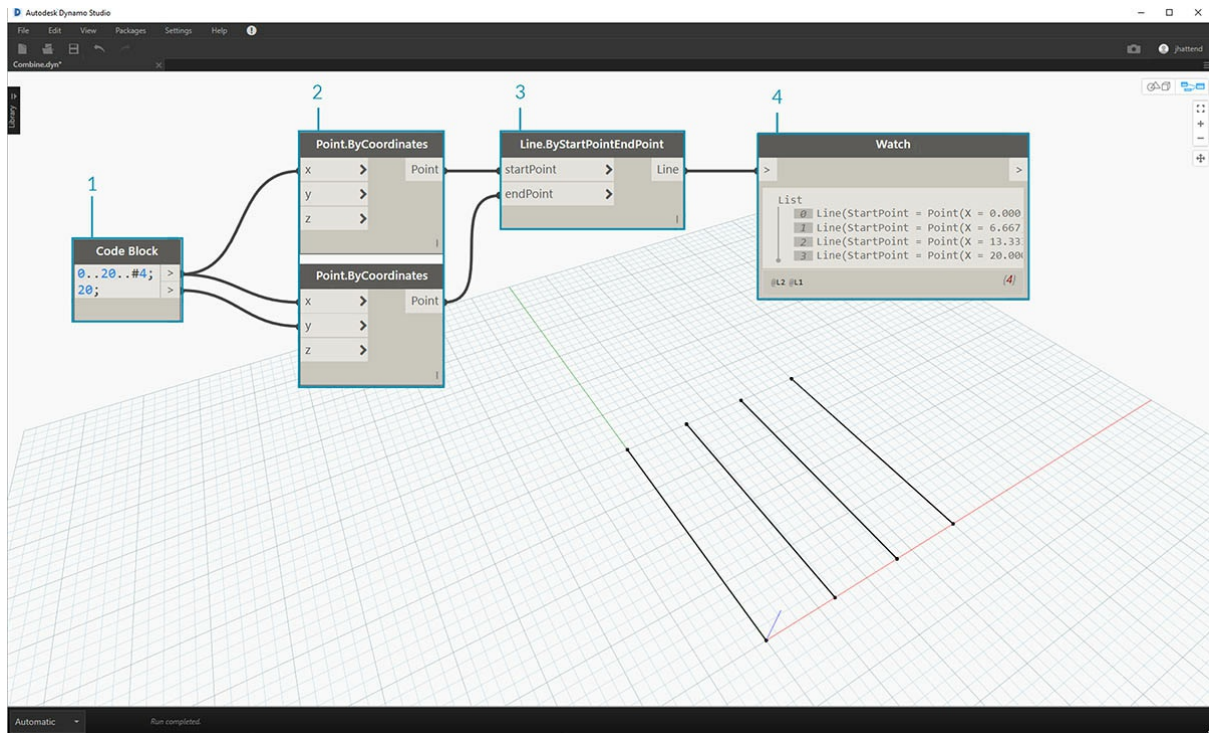 Autodesk Dynamo Studio
File Edit View Packages Settings Help
jhattend
Combine.dyn*
Library
1
2
3
4
Code Block
0..20..#4; >
20; >
Point.ByCoordinates
x > Point
y >
z >
Point.ByCoordinates
x > Point
y >
z >
Line.ByStartPointEndPoint
startPoint > Line
endPoint >
Watch
> >
List
0 Line(StartPoint = Point(X = 0.000
1 Line(StartPoint = Point(X = 6.667
2 Line(StartPoint = Point(X = 13.333
3 Line(StartPoint = Point(X = 20.000
@L2 @L1 (4)
Automatic Run completed.